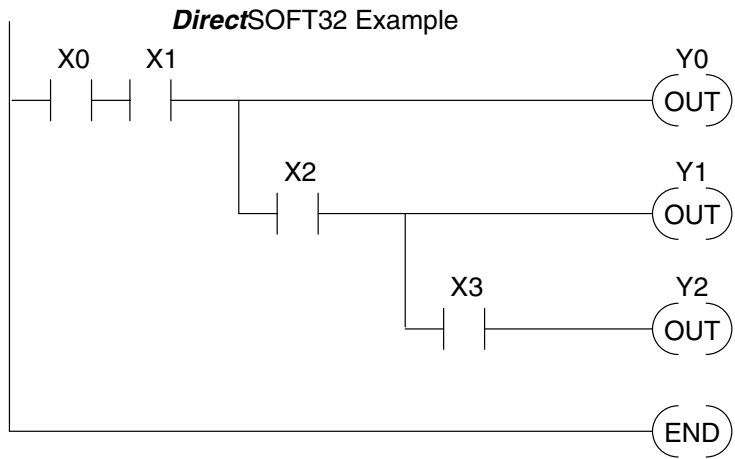 DirectSOFT32 Example
X0 X1 Y0
OUT
X2 Y1
OUT
X3 Y2
OUT
END